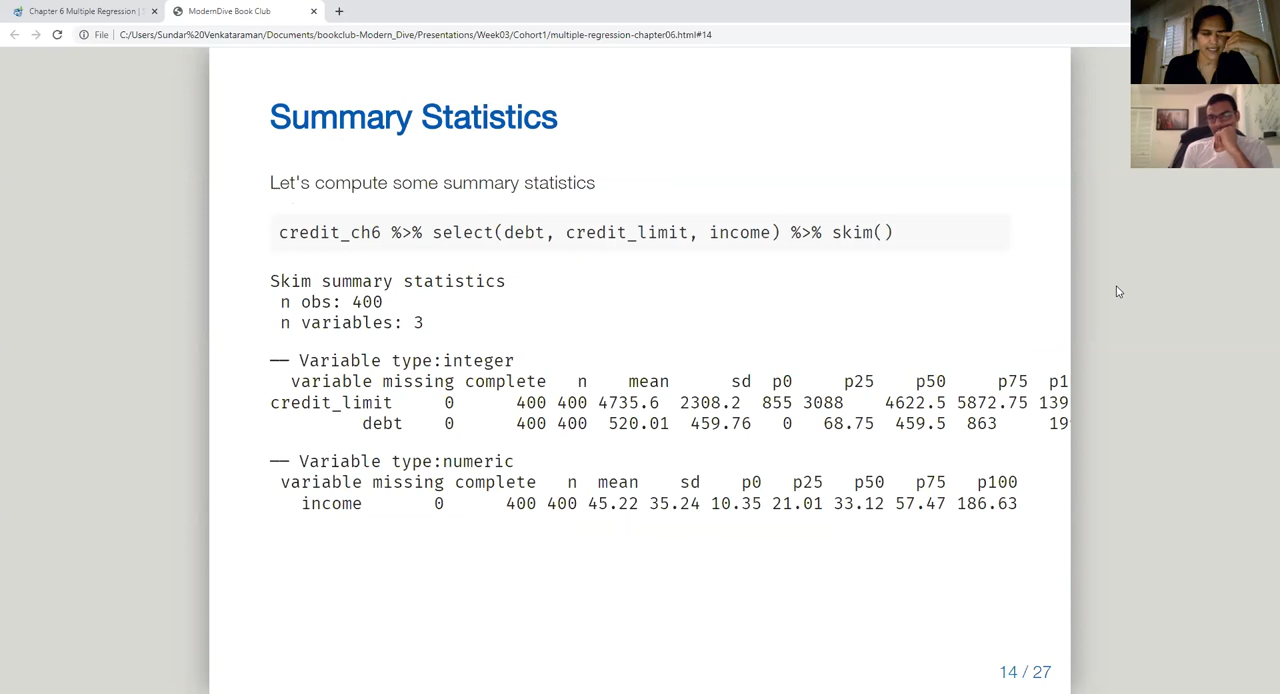 Chapter 6 Multiple Regression | S
ModernDive Book Club
File | C:/Users/Sundar%20Venkataraman/Documents/bookclub-Modern_Dive/Presentations/Week03/Cohort1/multiple-regression-chapter06.html#14
Summary Statistics
Let's compute some summary statistics
credit_ch6 %>% select(debt, credit_limit, income) %>% skim()
Skim summary statistics
n obs: 400
n variables: 3
── Variable type:integer
variable missing complete n mean sd p0 p25 p50 p75 p1
credit_limit 0 400 400 4735.6 2308.2 855 3088 4622.5 5872.75 139
debt 0 400 400 520.01 459.76 0 68.75 459.5 863 19
── Variable type:numeric
variable missing complete n mean sd p0 p25 p50 p75 p100
income 0 400 400 45.22 35.24 10.35 21.01 33.12 57.47 186.63
14 / 27